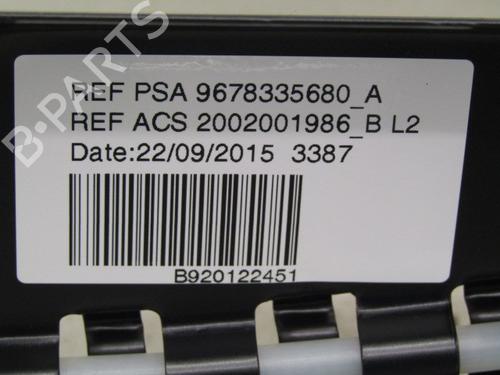 REF PSA 9678335680_A
REF ACS 2002001986_B L2
Date:22/09/2015 3387
B920122451
B-PARTS